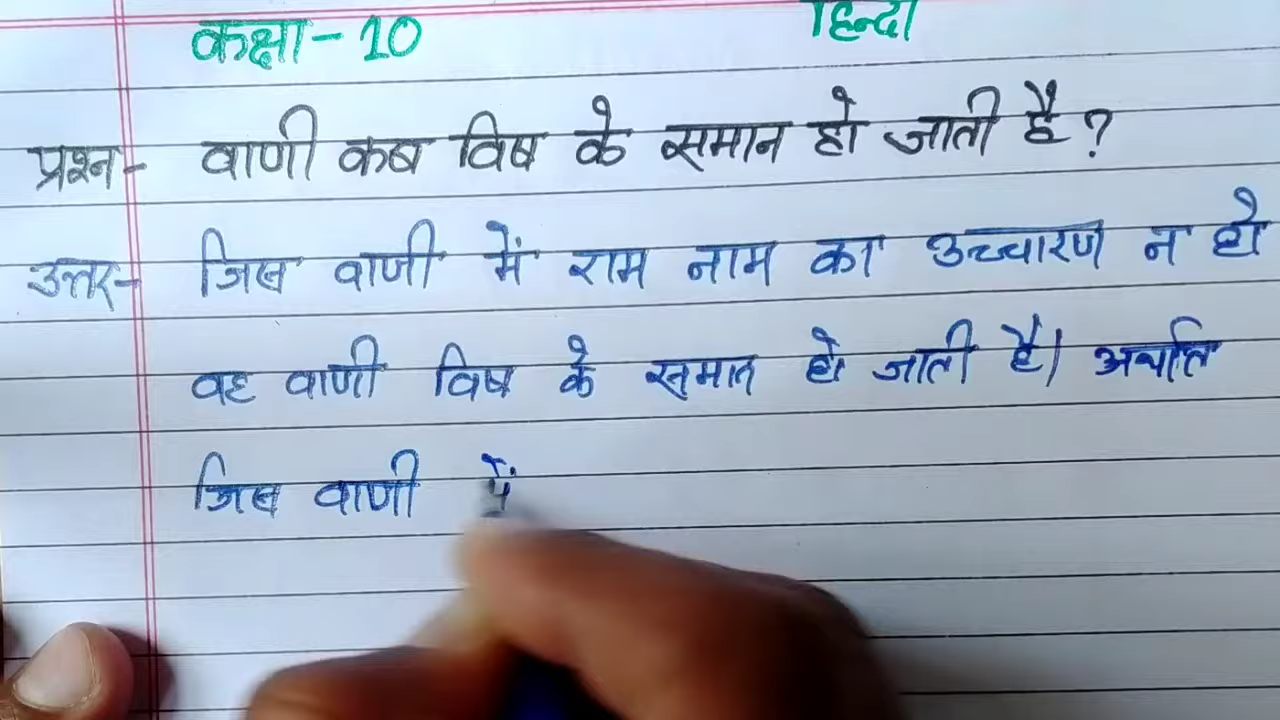 कक्षा-10 हिन्दी
प्रश्न- वाणी कब विष के समान हो जाती है?
उत्तर- जिस वाणी में राम नाम का उच्चारण न हो
वह वाणी विष के समान हो जाती है। अर्थात
जिस वाणी में